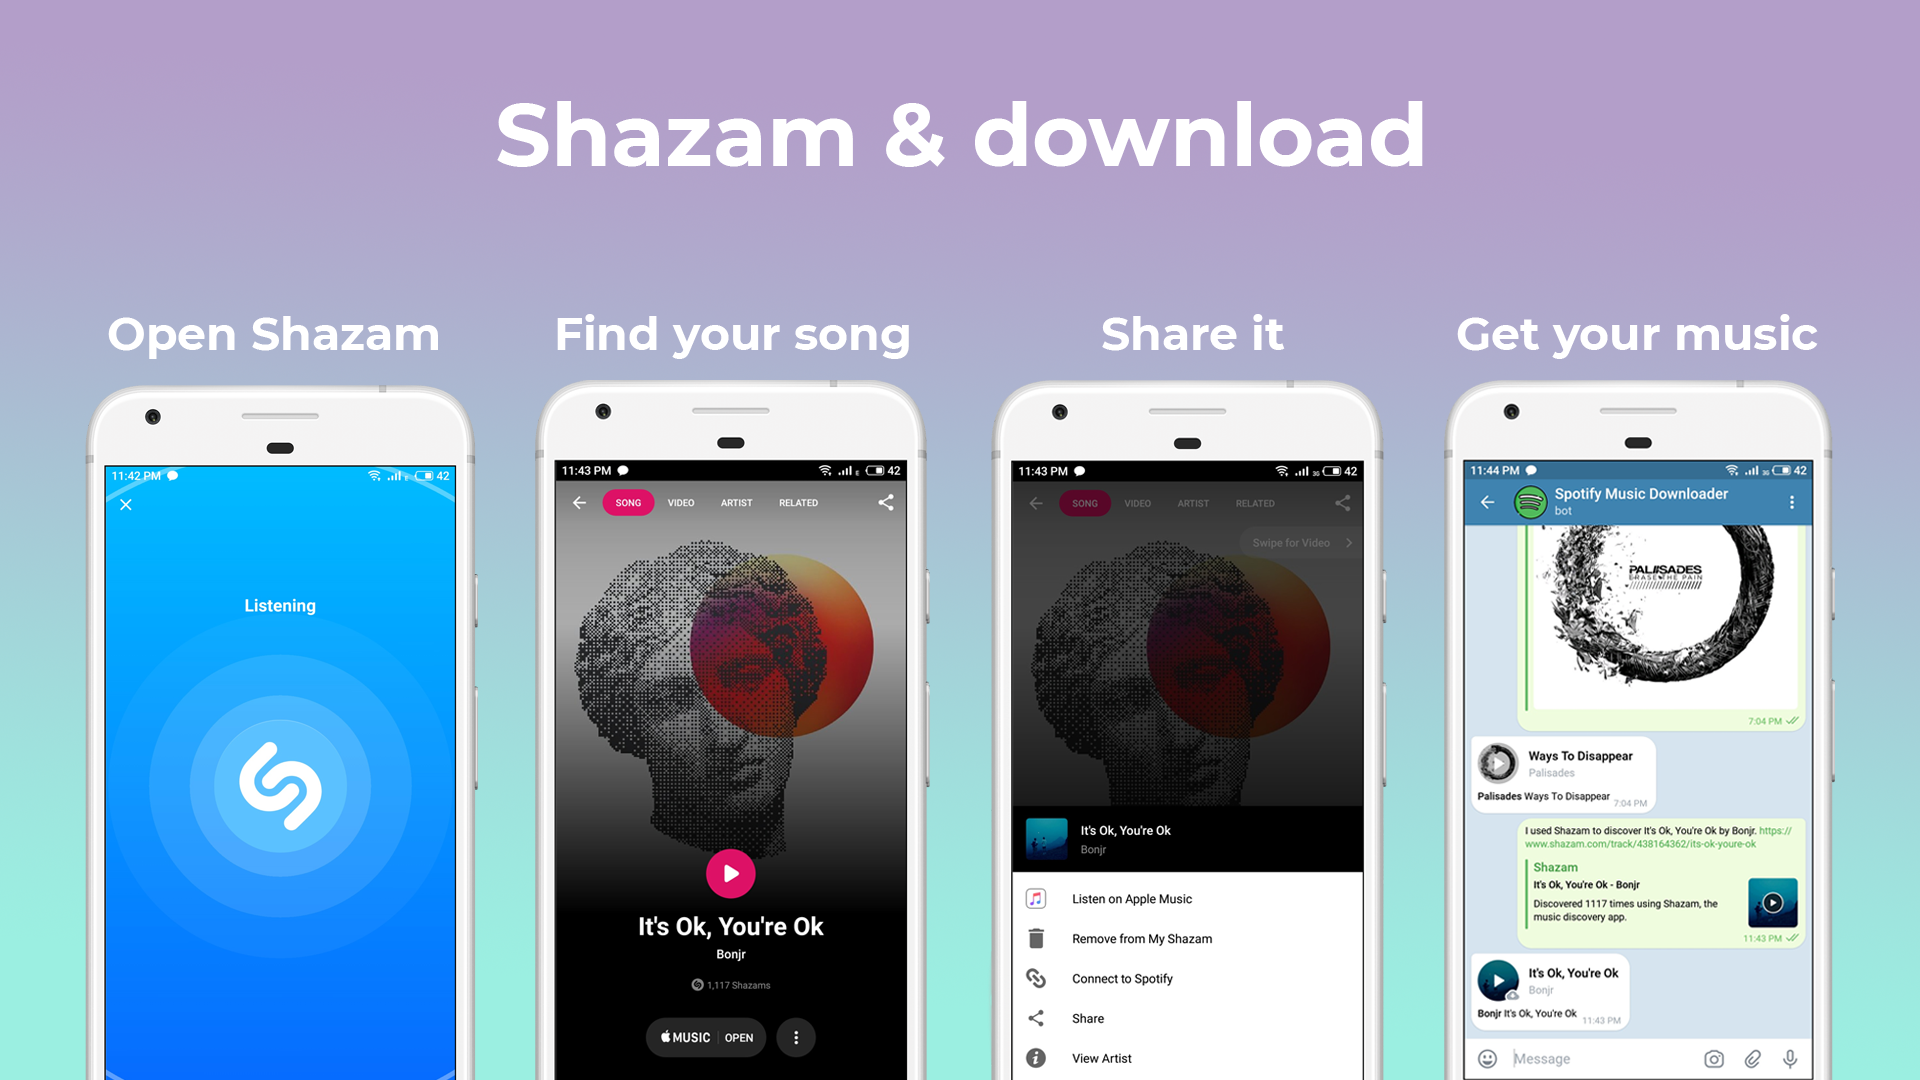 Shazam & download
Open Shazam
Find your song
Share it
Get your music
11:42 PM
E
42
Listening
11:43 PM
E
42
SONG
VIDEO
ARTIST
RELATED
It's Ok, You're Ok
Bonjr
1,117 Shazams
MUSIC
OPEN
11:43 PM
3G
42
SONG
VIDEO
ARTIST
RELATED
Swipe for Video
It's Ok, You're Ok
Bonjr
Listen on Apple Music
Remove from My Shazam
Connect to Spotify
Share
View Artist
11:44 PM
3G
42
Spotify Music Downloader
bot
PALISADES
ERASE THE PAIN
7:04 PM
Ways To Disappear
Palisades
Palisades Ways To Disappear
7:04 PM
I used Shazam to discover It's Ok, You're Ok by Bonjr. https://
www.shazam.com/track/438164362/its-ok-youre-ok
Shazam
It's Ok, You're Ok - Bonjr
Discovered 1117 times using Shazam, the
music discovery app.
11:43 PM
It's Ok, You're Ok
Bonjr
Bonjr It's Ok, You're Ok
11:43 PM
Message